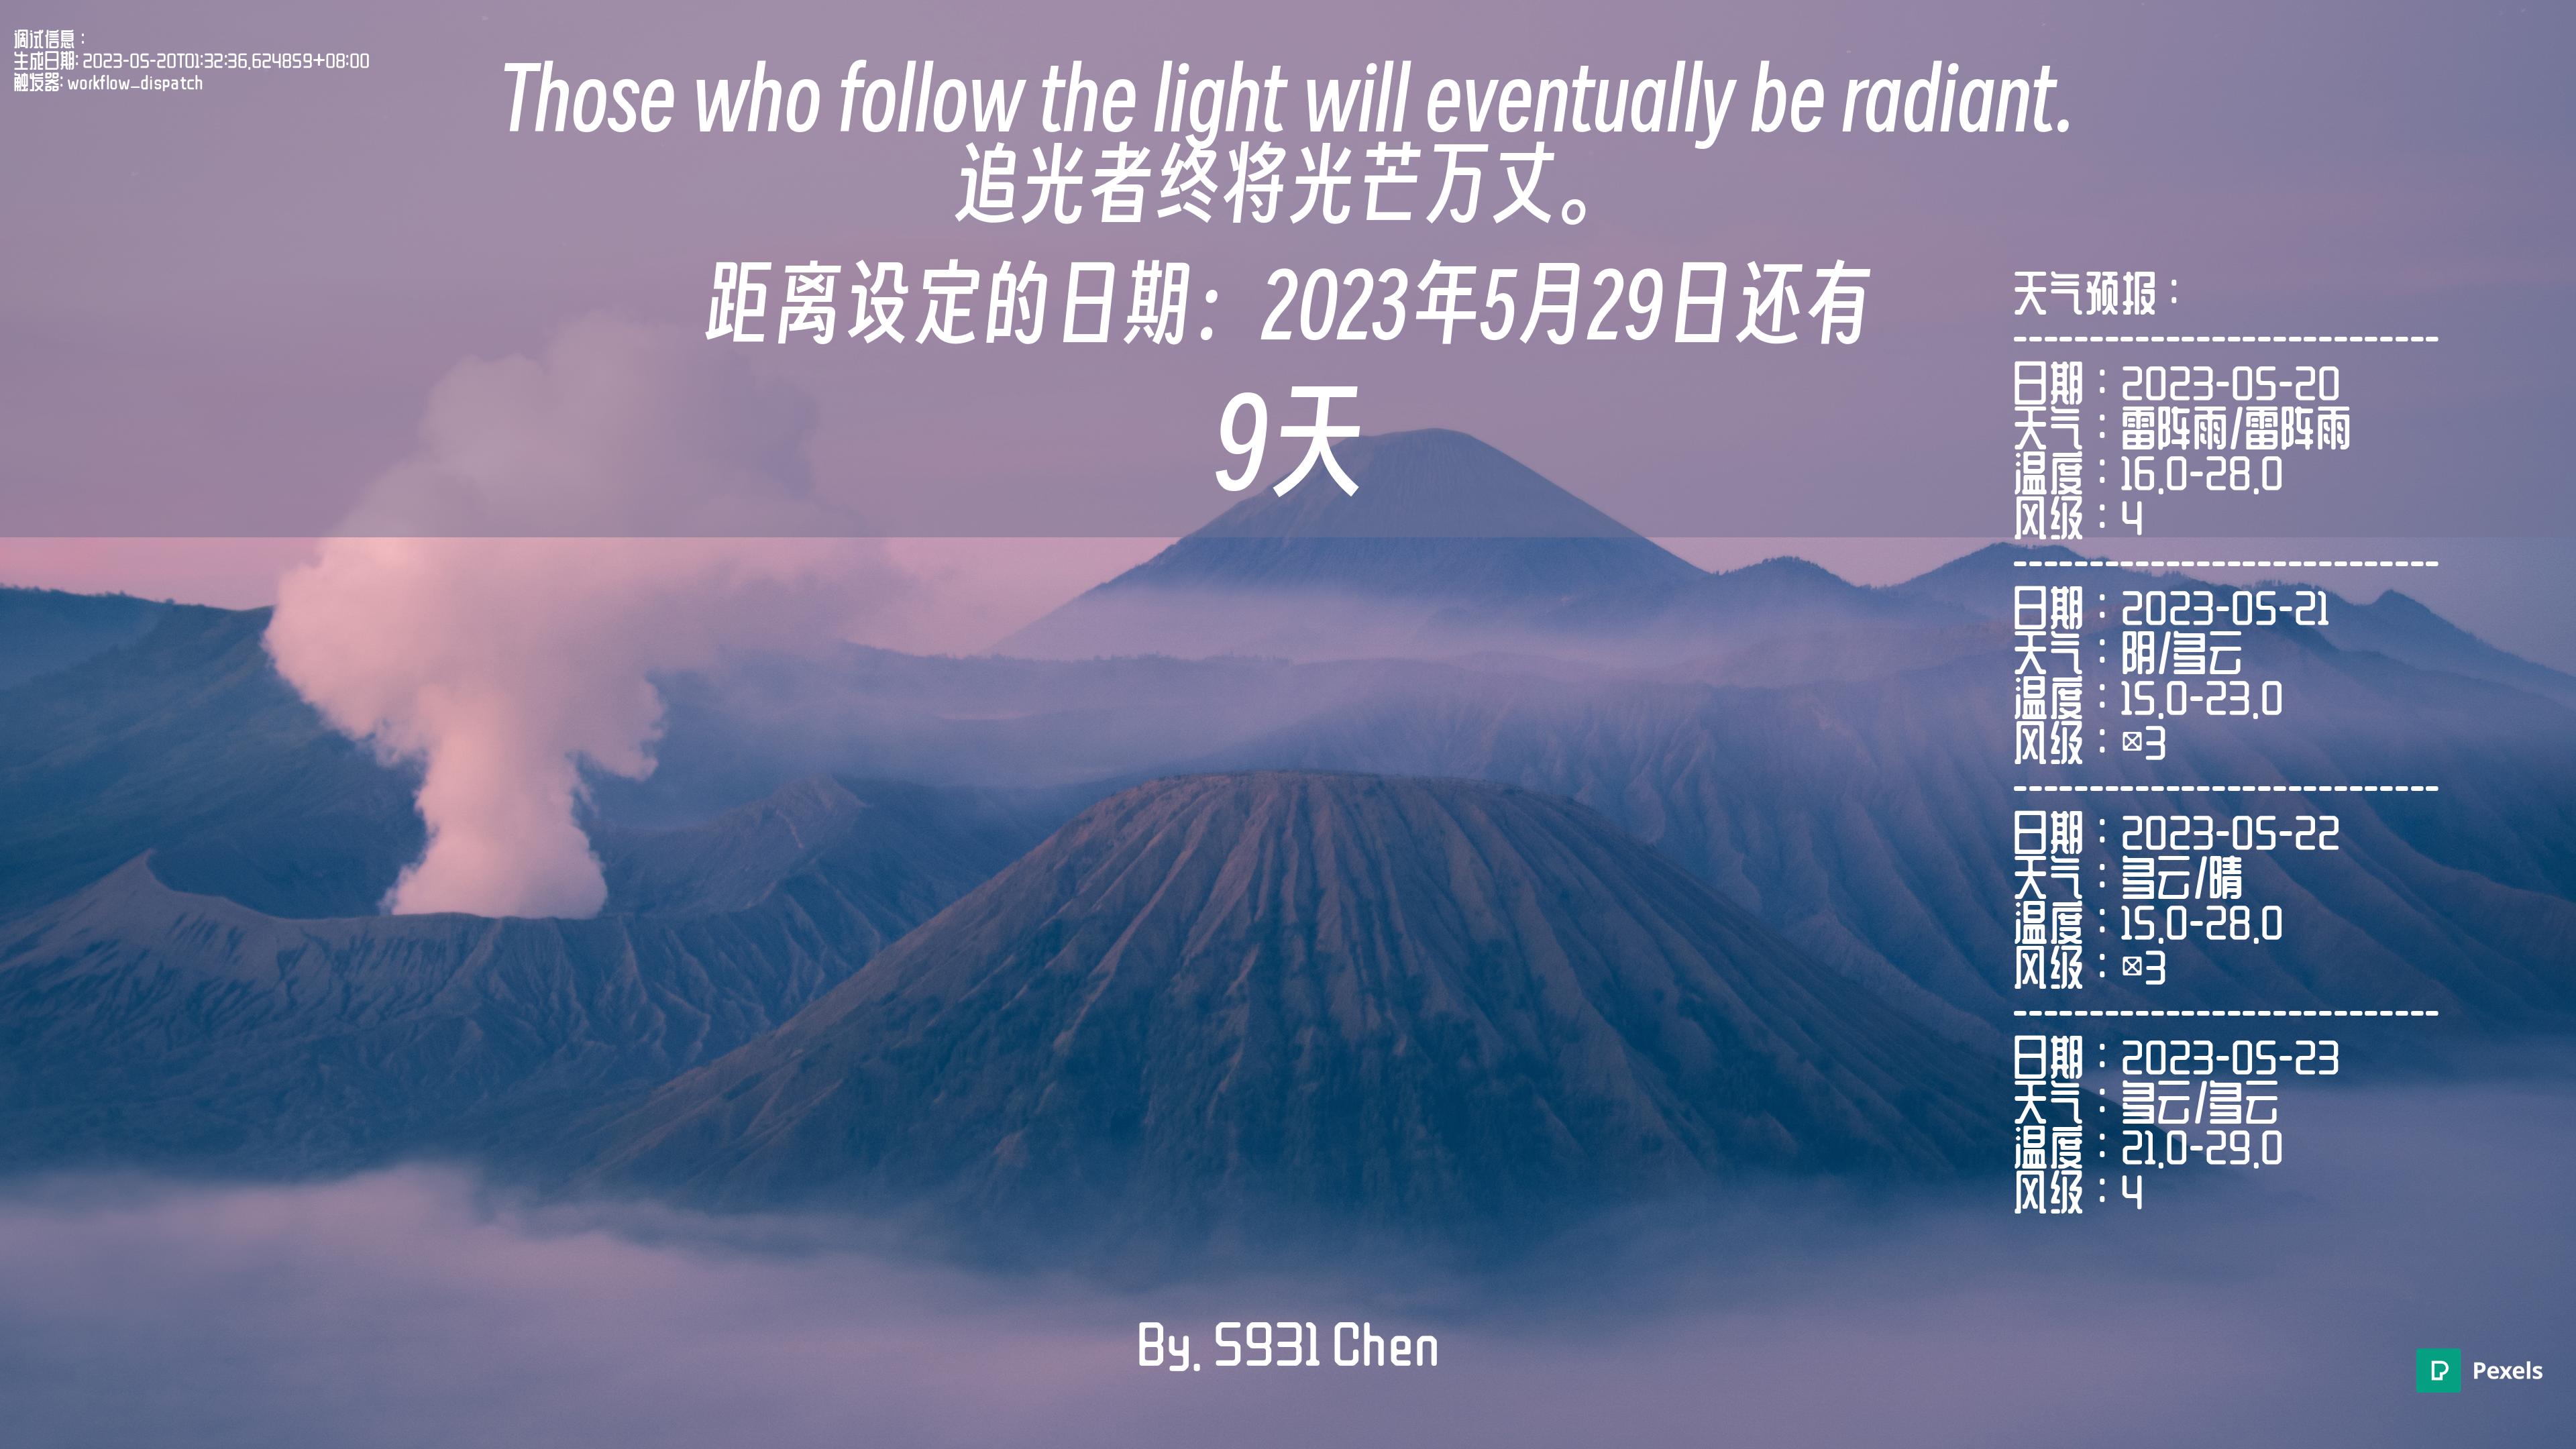 调试信息：
生成日期: 2023-05-20T01:32:36.624859+08:00
触发器: workflow_dispatch
Those who follow the light will eventually be radiant.
追光者终将光芒万丈。
距离设定的日期：2023年5月29日还有
9天
天气预报：
----------------------------
日期：2023-05-20
天气：雷阵雨/雷阵雨
温度：16.0-28.0
风级：4
----------------------------
日期：2023-05-21
天气：阴/多云
温度：15.0-23.0
风级：☒3
----------------------------
日期：2023-05-22
天气：多云/晴
温度：15.0-28.0
风级：☒3
----------------------------
日期：2023-05-23
天气：多云/多云
温度：21.0-29.0
风级：4
By. 5931 Chen
Pexels